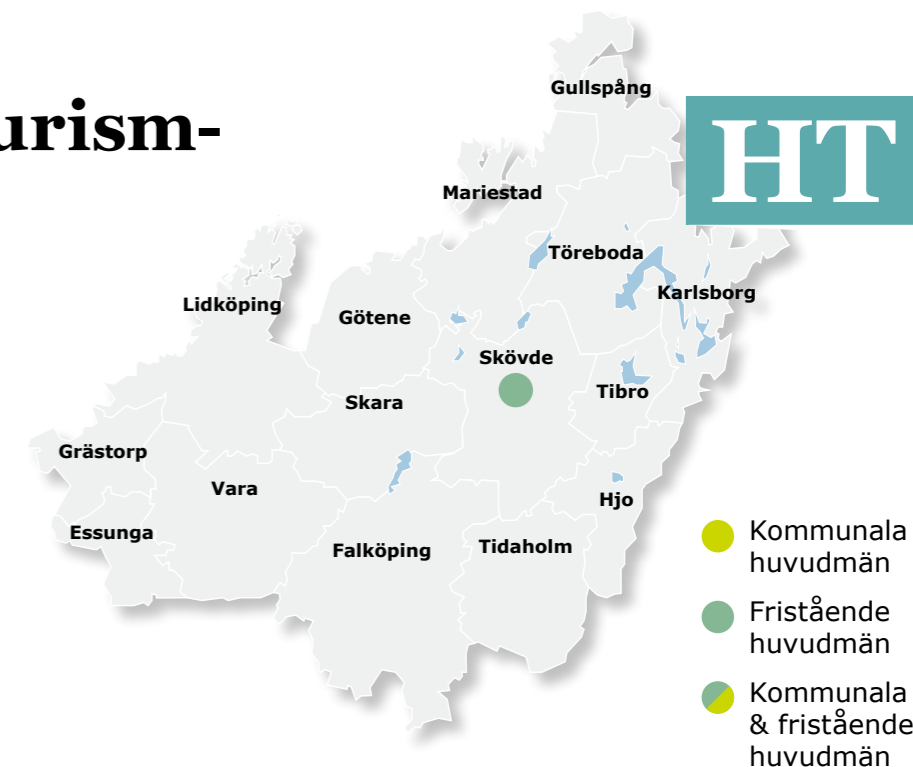 urism-
HT
Gullspång
Mariestad
Töreboda
Karlsborg
Lidköping
Götene
Skövde
Tibro
Skara
Grästorp
Vara
Hjo
Essunga
Falköping
Tidaholm
Kommunala
huvudmän
Fristående
huvudmän
Kommunala
& fristående
huvudmän